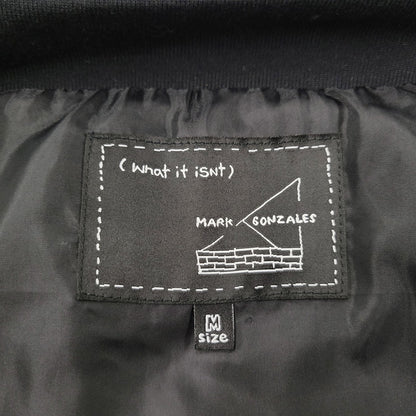 (What it iSNt)
MARK GONZALES
M
Size